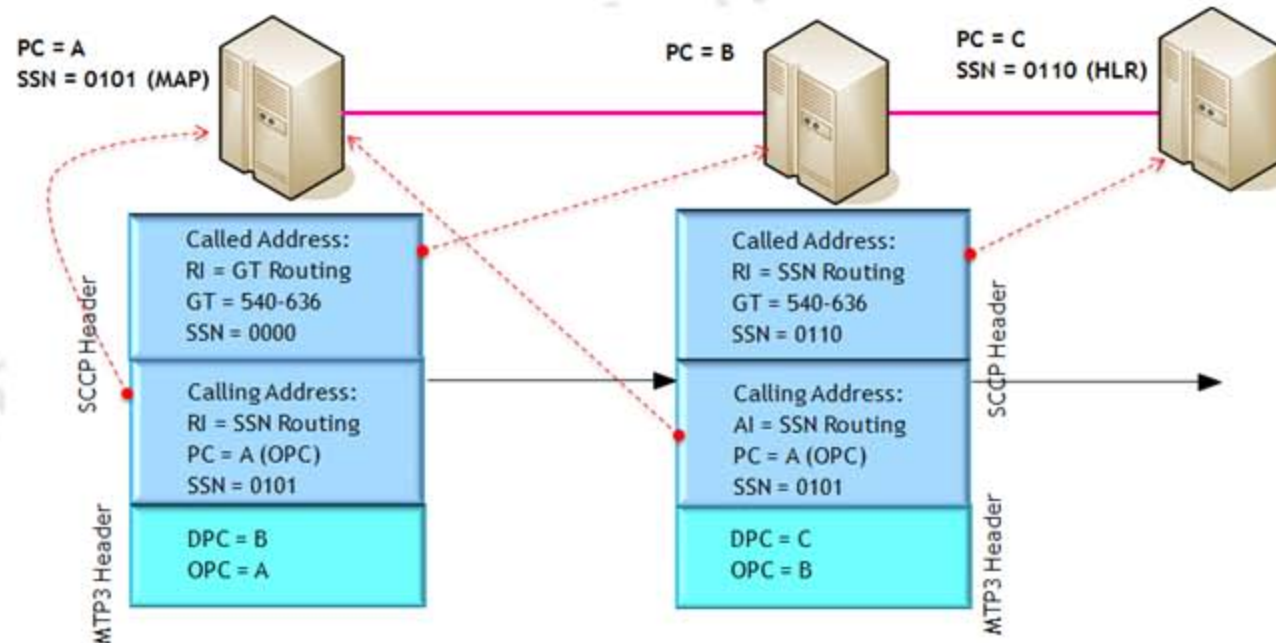 PC = A
SSN = 0101 (MAP)
PC = B
PC = C
SSN = 0110 (HLR)
SCCP Header
Called Address:
RI = GT Routing
GT = 540-636
SSN = 0000
Calling Address:
RI = SSN Routing
PC = A (OPC)
SSN = 0101
MTP3 Header
DPC = B
OPC = A
Called Address:
RI = SSN Routing
GT = 540-636
SSN = 0110
SCCP Header
Calling Address:
AI = SSN Routing
PC = A (OPC)
SSN = 0101
MTP3 Header
DPC = C
OPC = B